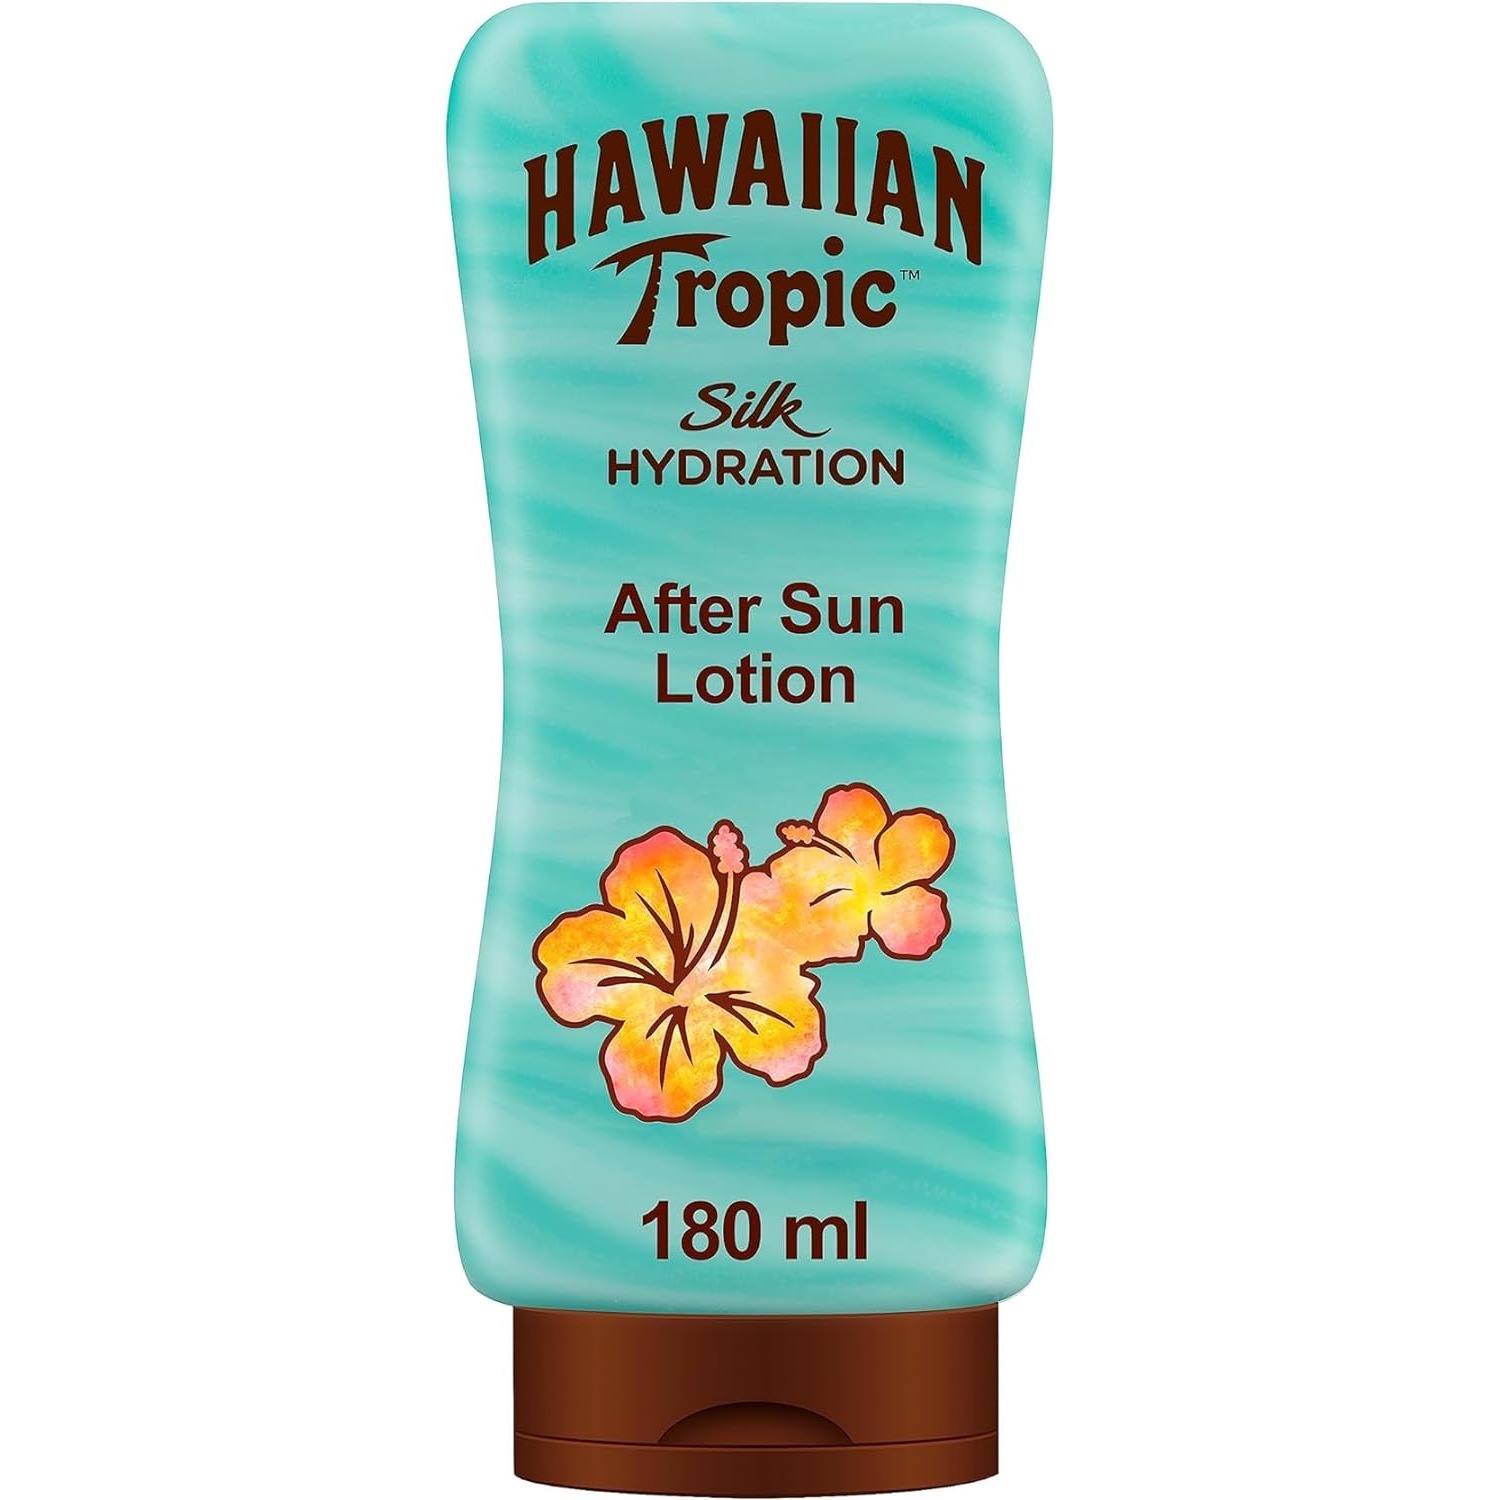 HAWAIIAN
Tropic™
Silk
HYDRATION
After Sun
Lotion
180 ml